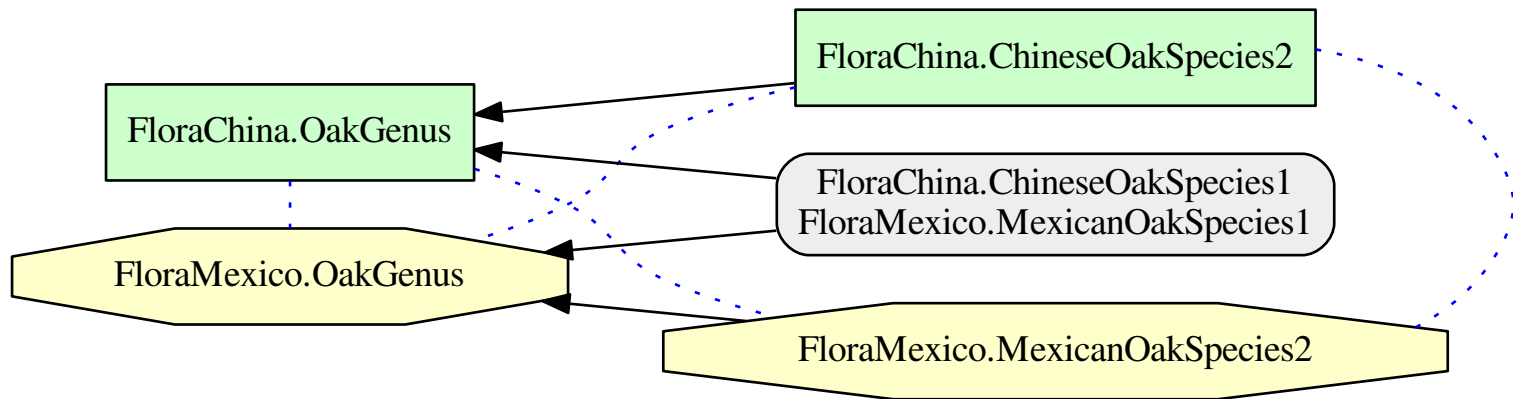 FloraChina.ChineseOakSpecies2
FloraChina.OakGenus
FloraChina.ChineseOakSpecies1
FloraMexico.MexicanOakSpecies1
FloraMexico.OakGenus
FloraMexico.MexicanOakSpecies2